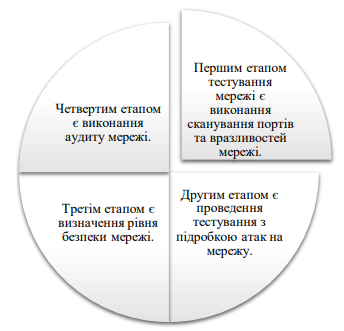 Першим етапом
тестування
мережі є
виконання
сканування портів
та вразливостей
мережі.
Другим етапом є
проведення
тестування з
підробкою атак на
мережу.
Третім етапом є
визначення рівня
безпеки мережі.
Четвертим етапом
є виконання
аудиту мережі.